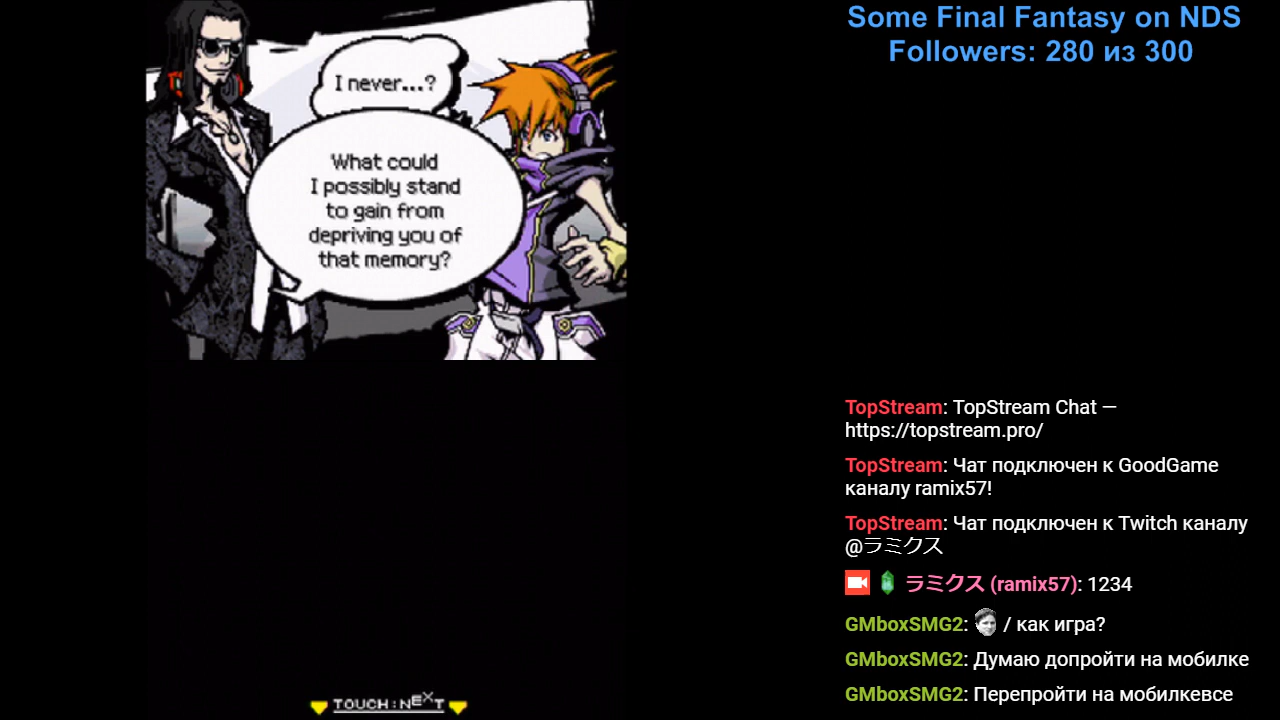 Some Final Fantasy on NDS
Followers: 280 из 300
I never...?
What could
I possibly stand
to gain from
depriving you of
that memory?
TOUCH:NEXT
TopStream: TopStream Chat —
https://topstream.pro/
TopStream: Чат подключен к GoodGame
каналу ramix57!
TopStream: Чат подключен к Twitch каналу
@ラミクス
ラミクス (ramix57): 1234
GMboxSMG2: / как игра?
GMboxSMG2: Думаю допройти на мобилке
GMboxSMG2: Перепройти на мобилкевсе